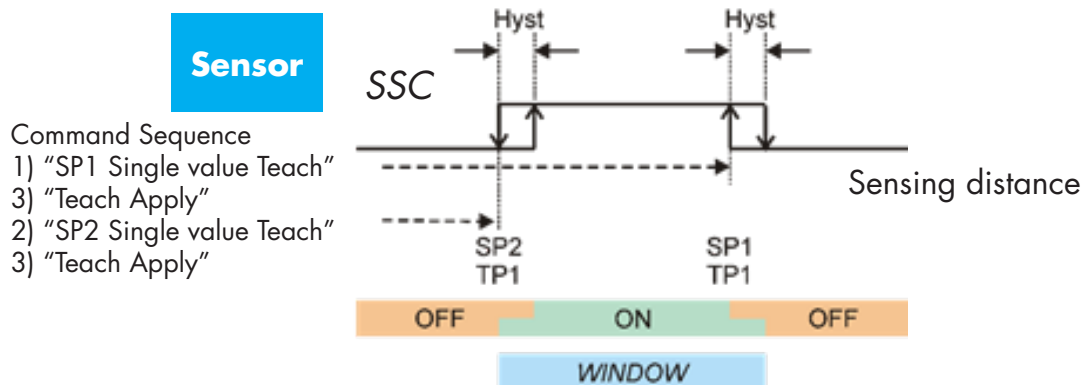 Hyst
Hyst
Sensor
SSC
Command Sequence
1) “SP1 Single value Teach”
3) “Teach Apply”
2) “SP2 Single value Teach”
3) “Teach Apply”
Sensing distance
SP2
TP1
SP1
TP1
OFF
ON
OFF
WINDOW